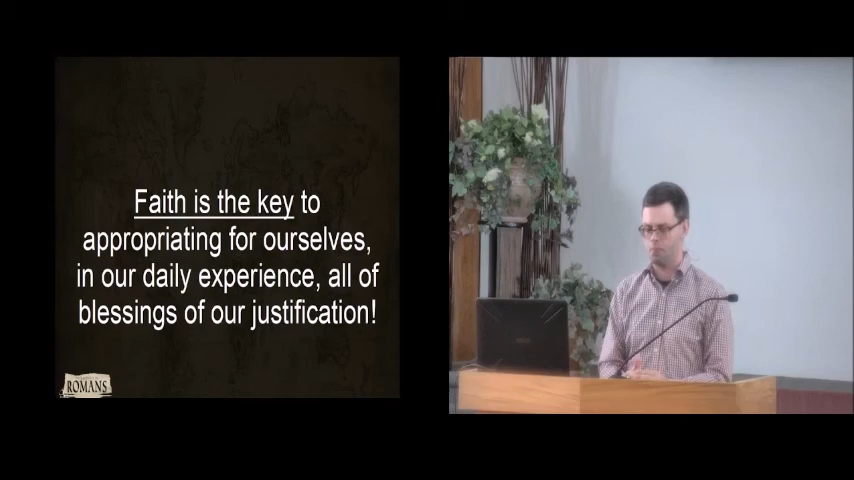 Faith is the key to
appropriating for ourselves,
in our daily experience, all of
blessings of our justification!
ROMANS